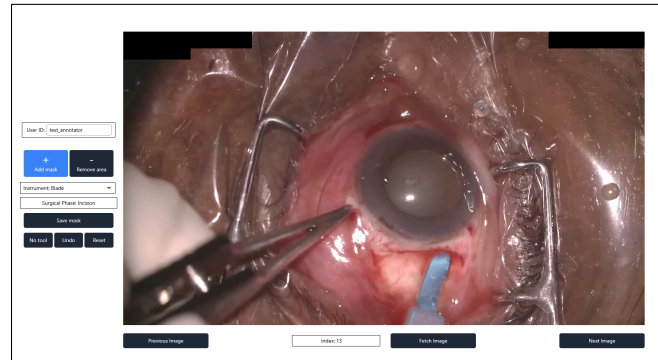 User ID: test_annotator
+
Add mask
-
Remove area
Instrument: Blade
Surgical Phase: Incision
Save mask
No tool
Undo
Reset
Previous Image
Index: 13
Fetch Image
Next Image